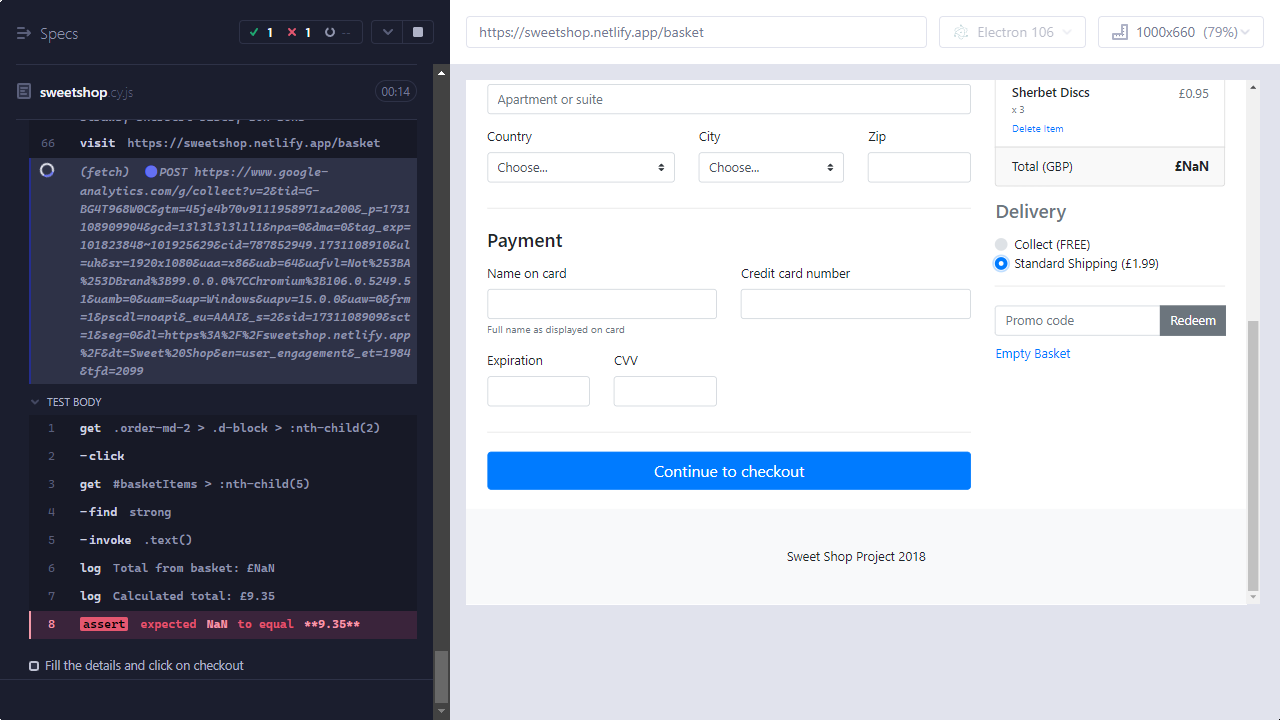 Specs
1
1
--
sweetshop.cy.js
00:14
66 visit https://sweetshop.netlify.app/basket
(fetch) POST https://www.google-
analytics.com/g/collect?v=2&tid=G-
BG4T968W0C&gtm=45je4b70v9111958971za200&_p=1731
108909904&gcd=13l3l3l3l1l1&npa=0&dma=0&tag_exp=
101823848~101925629&cid=787852949.1731108910&ul
=uk&sr=1920x1080&uaa=x86&uab=64&uafvl=Not%253BA
%253DBrand%3B99.0.0.0%7CChromium%3B106.0.5249.5
1&uamb=0&uam=&uap=Windows&uapv=15.0.0&uaw=0&frm
=1&pscdl=noapi&_eu=AAAI&_s=2&sid=1731108909&sct
=1&seg=0&dl=https%3A%2F%2Fsweetshop.netlify.app
%2F&dt=Sweet%20Shop&en=user_engagement&_et=1984
&tfd=2099
TEST BODY
1 get .order-md-2 > .d-block > :nth-child(2)
2 -click
3 get #basketItems > :nth-child(5)
4 -find strong
5 -invoke .text()
6 log Total from basket: £NaN
7 log Calculated total: £9.35
8 assert expected NaN to equal **9.35**
Fill the details and click on checkout
https://sweetshop.netlify.app/basket
Electron 106
1000x660 (79%)
Apartment or suite
Country City Zip
Choose... Choose...
Payment
Name on card Credit card number
Full name as displayed on card
Expiration CVV
Continue to checkout
Sherbet Discs £0.95
x 3
Delete Item
Total (GBP) £NaN
Delivery
Collect (FREE)
Standard Shipping (£1.99)
Promo code Redeem
Empty Basket
Sweet Shop Project 2018